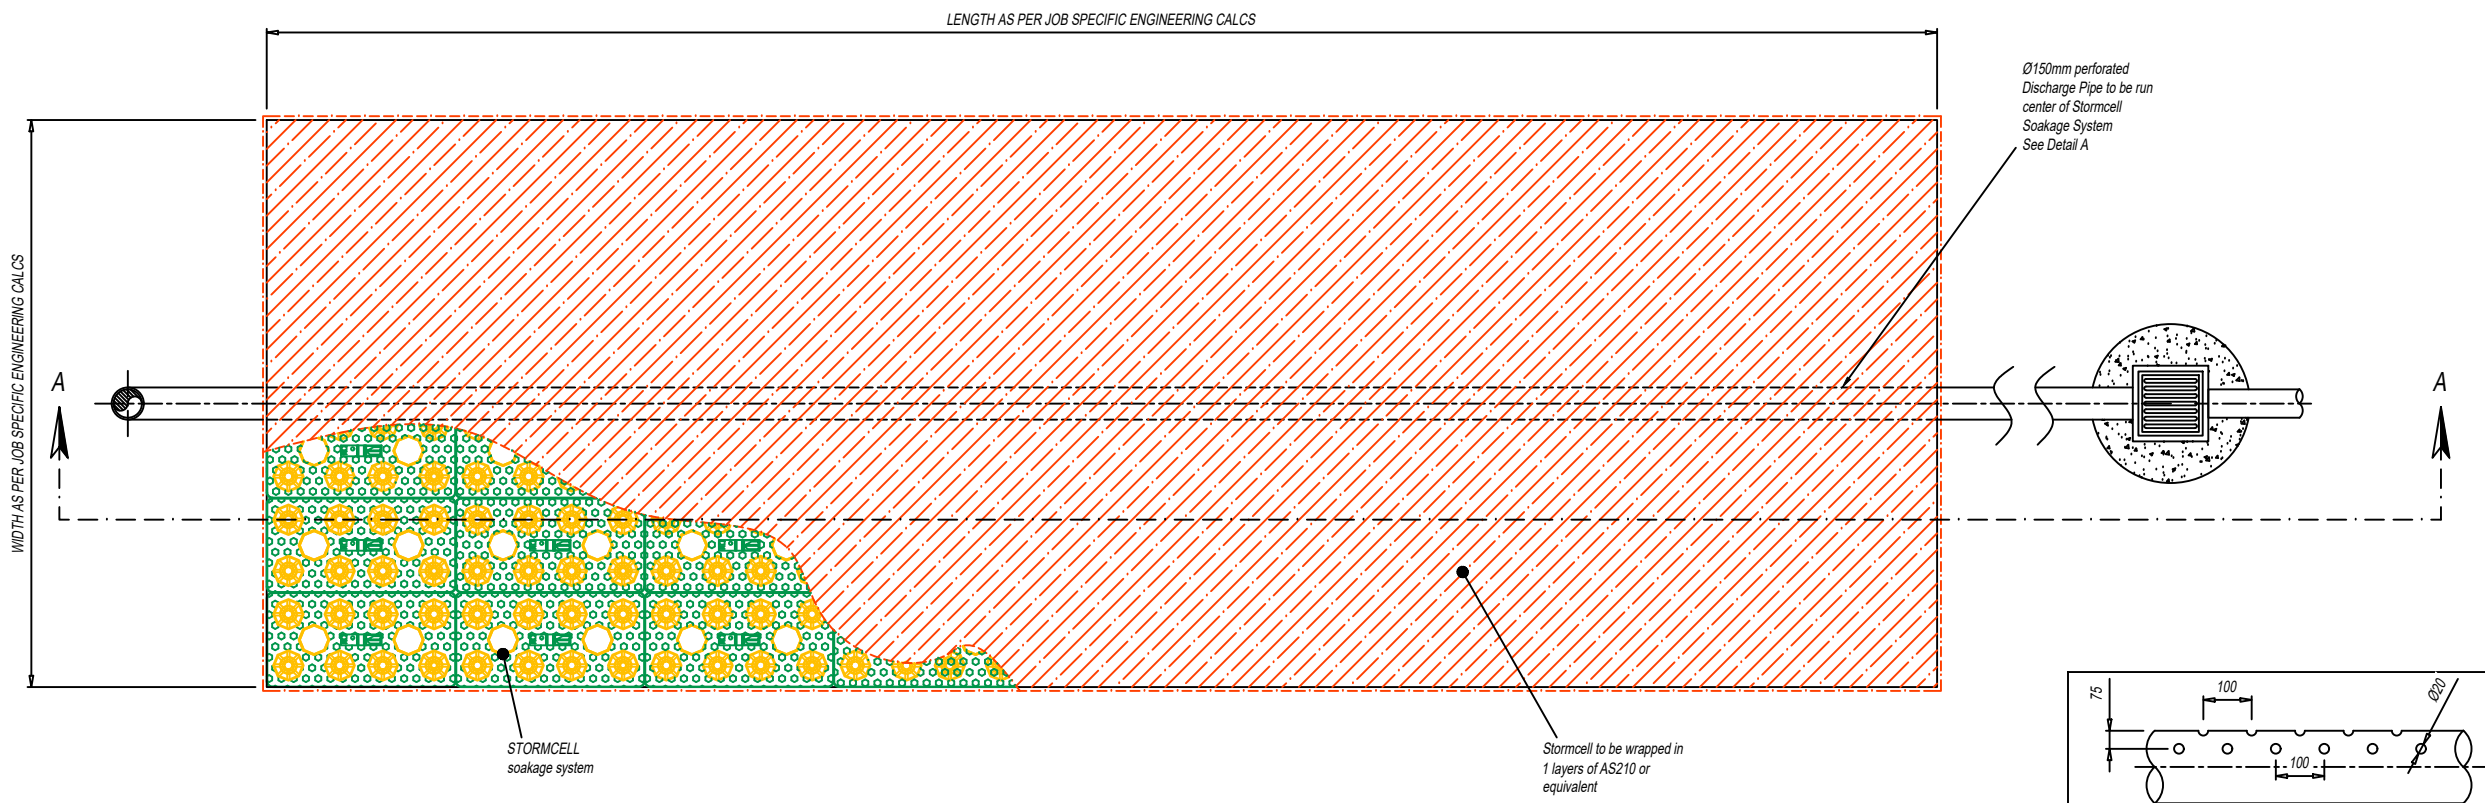 LENGTH AS PER JOB SPECIFIC ENGINEERING CALCS
Ø150mm perforated
Discharge Pipe to be run
center of Stormcell
Soakage System
See Detail A
WIDTH AS PER JOB SPECIFIC ENGINEERING CALCS
A
A
STORMCELL
soakage system
Stormcell to be wrapped in
1 layers of AS210 or
equivalent
75
100
Ø20
100